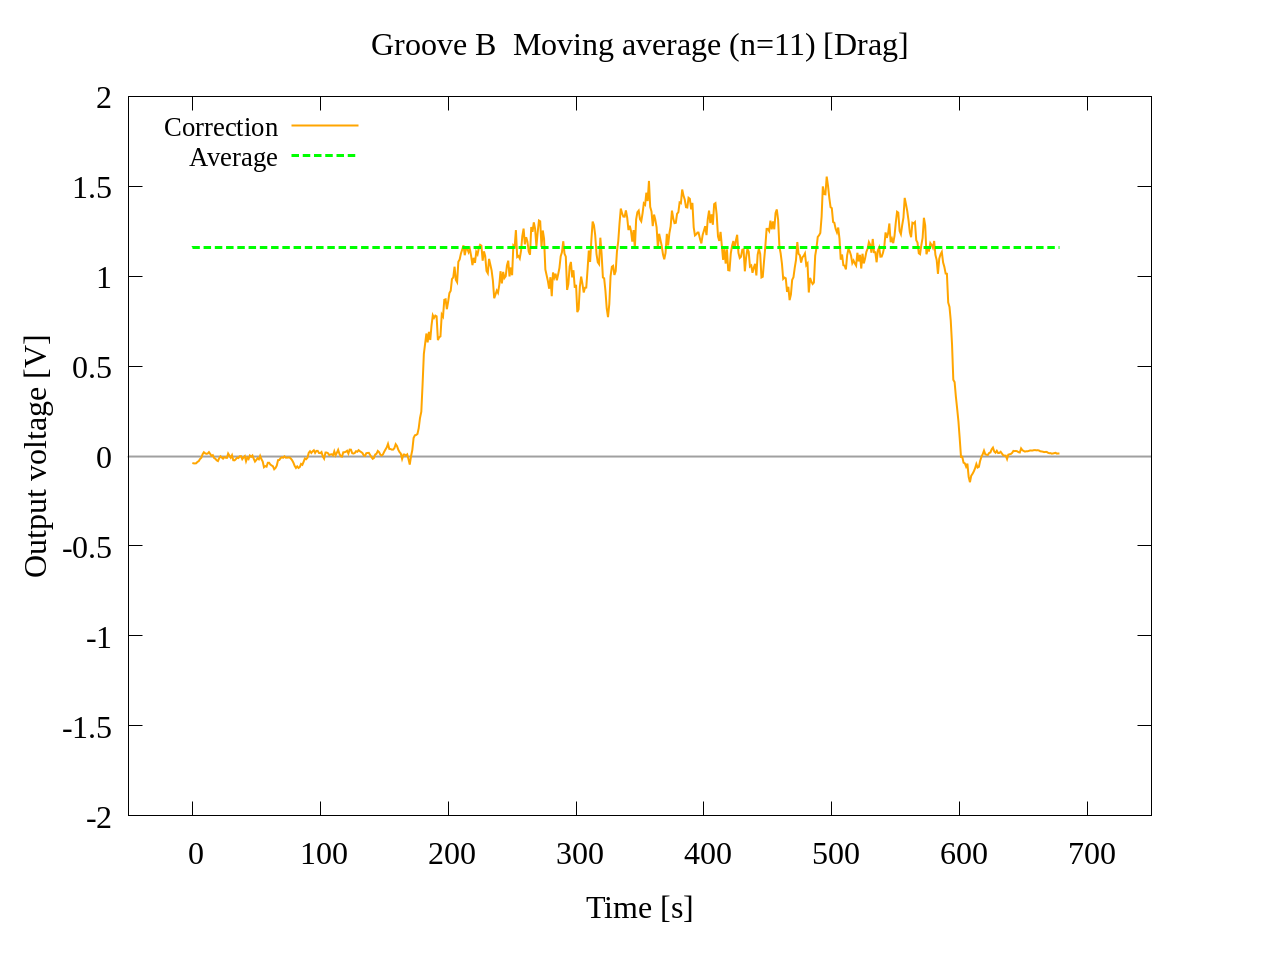 Groove B  Moving average (n=11) [Drag]
Correction
Average
2
1.5
1
0.5
0
-0.5
-1
-1.5
-2
Output voltage [V]
0 100 200 300 400 500 600 700
Time [s]